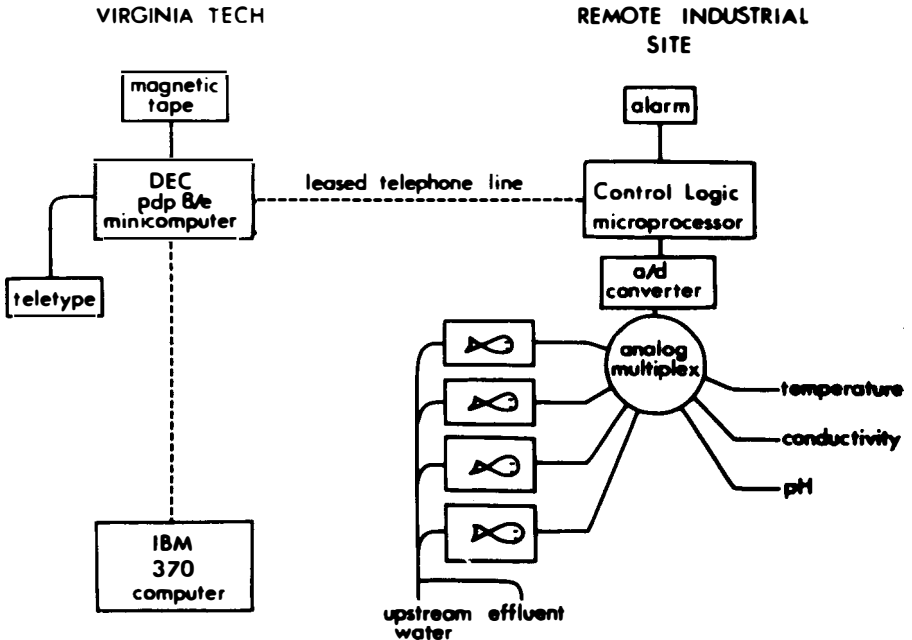 VIRGINIA TECH
REMOTE INDUSTRIAL
SITE
magnetic
tape
alarm
DEC
pdp 8/e
minicomputer
leased telephone line
Control Logic
microprocessor
teletype
a/d
converter
analog
multiplex
temperature
conductivity
pH
IBM
370
computer
upstream effluent
water